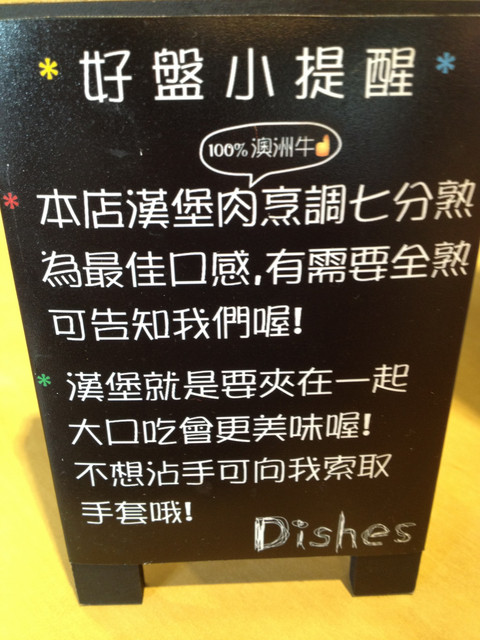 * 好盤小提醒 *
100%澳洲牛
* 本店漢堡肉烹調七分熟
為最佳口感,有需要全熟
可告知我們喔!
* 漢堡就是要夾在一起
大口吃會更美味喔!
不想沾手可向我索取
手套哦!
Dishes